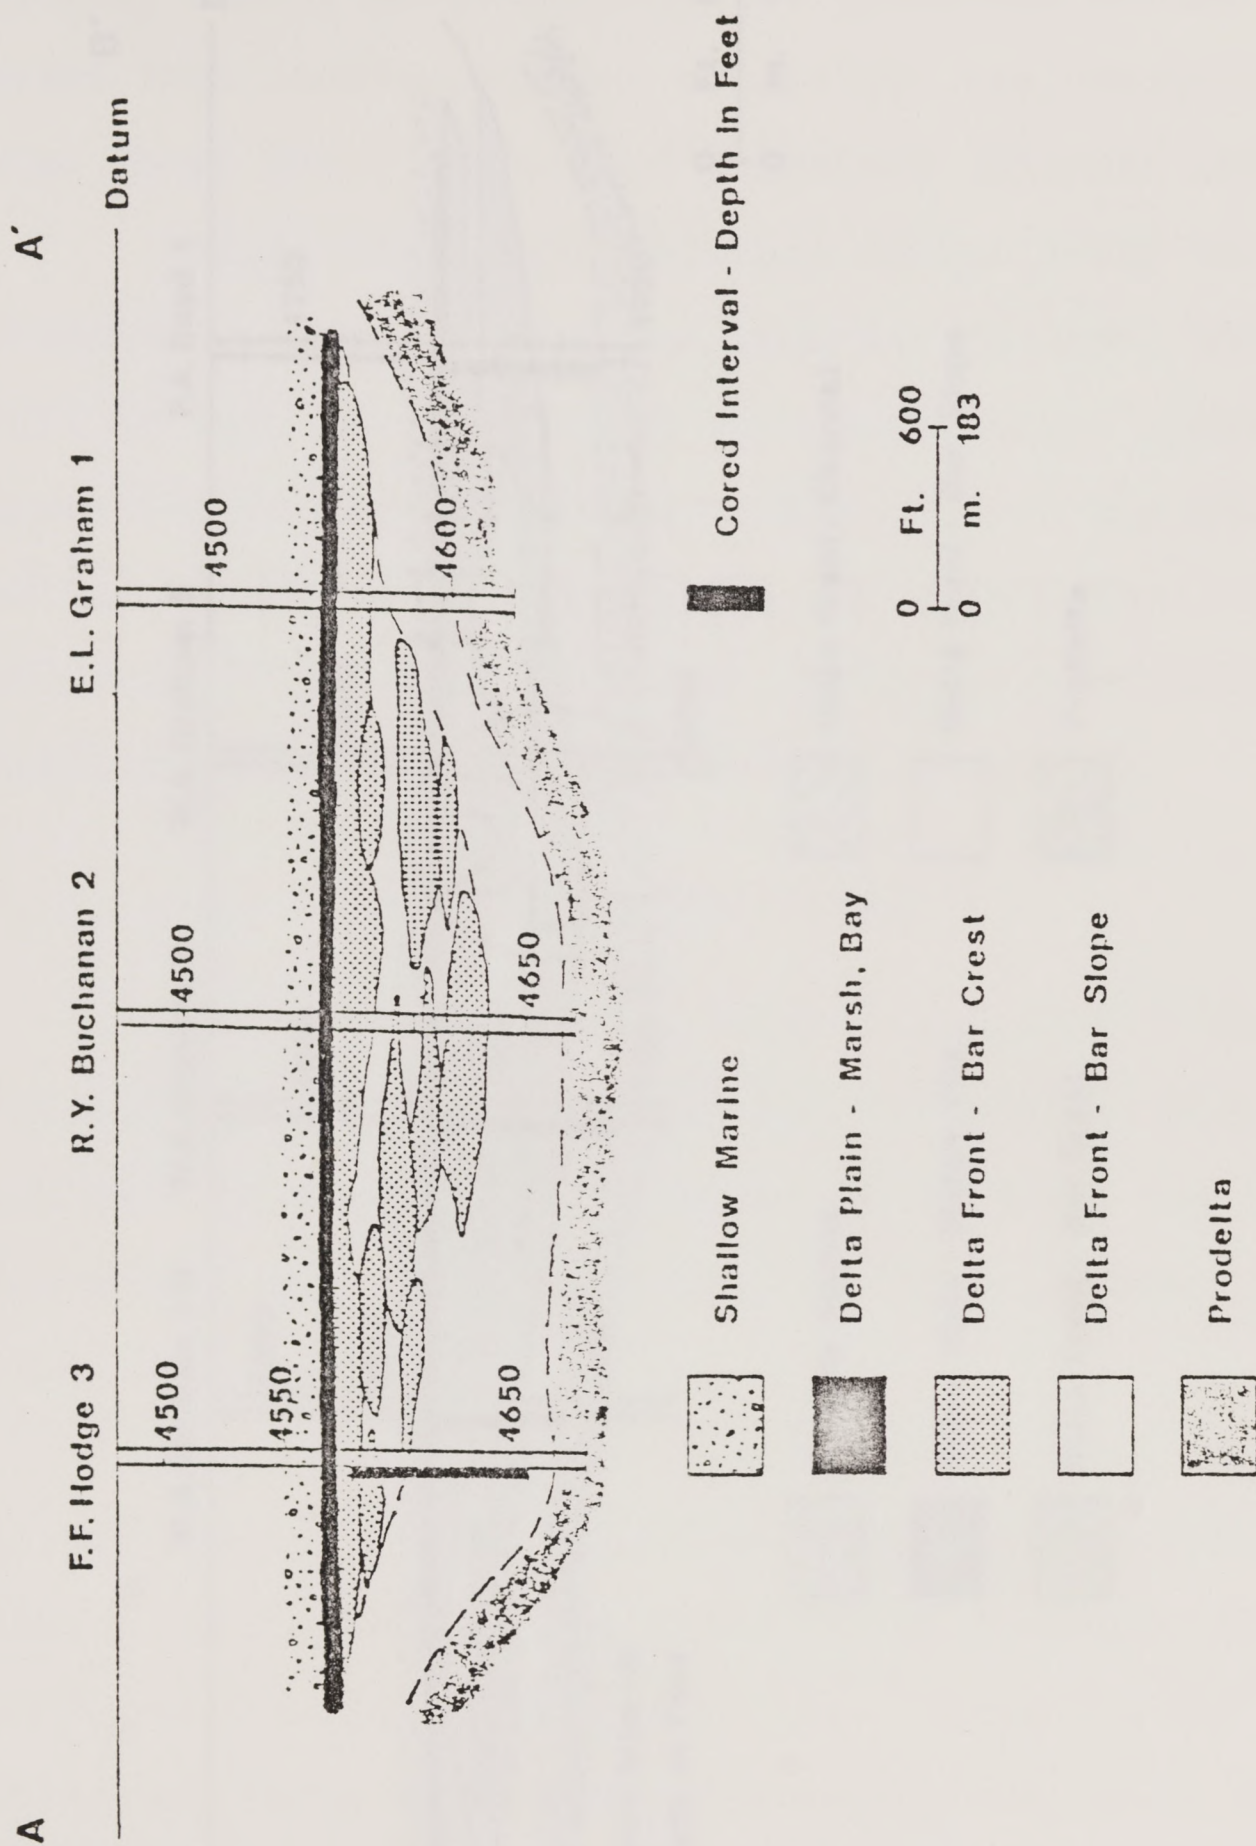 A A´
F.F. Hodge 3 R.Y. Buchanan 2 E.L. Graham 1
Datum
4500 4500 4500
4550
4600
4650 4650
Shallow Marine
Delta Plain - Marsh, Bay
Delta Front - Bar Crest
Delta Front - Bar Slope
Prodelta
Cored Interval - Depth in Feet
0 Ft. 600
0 m. 183